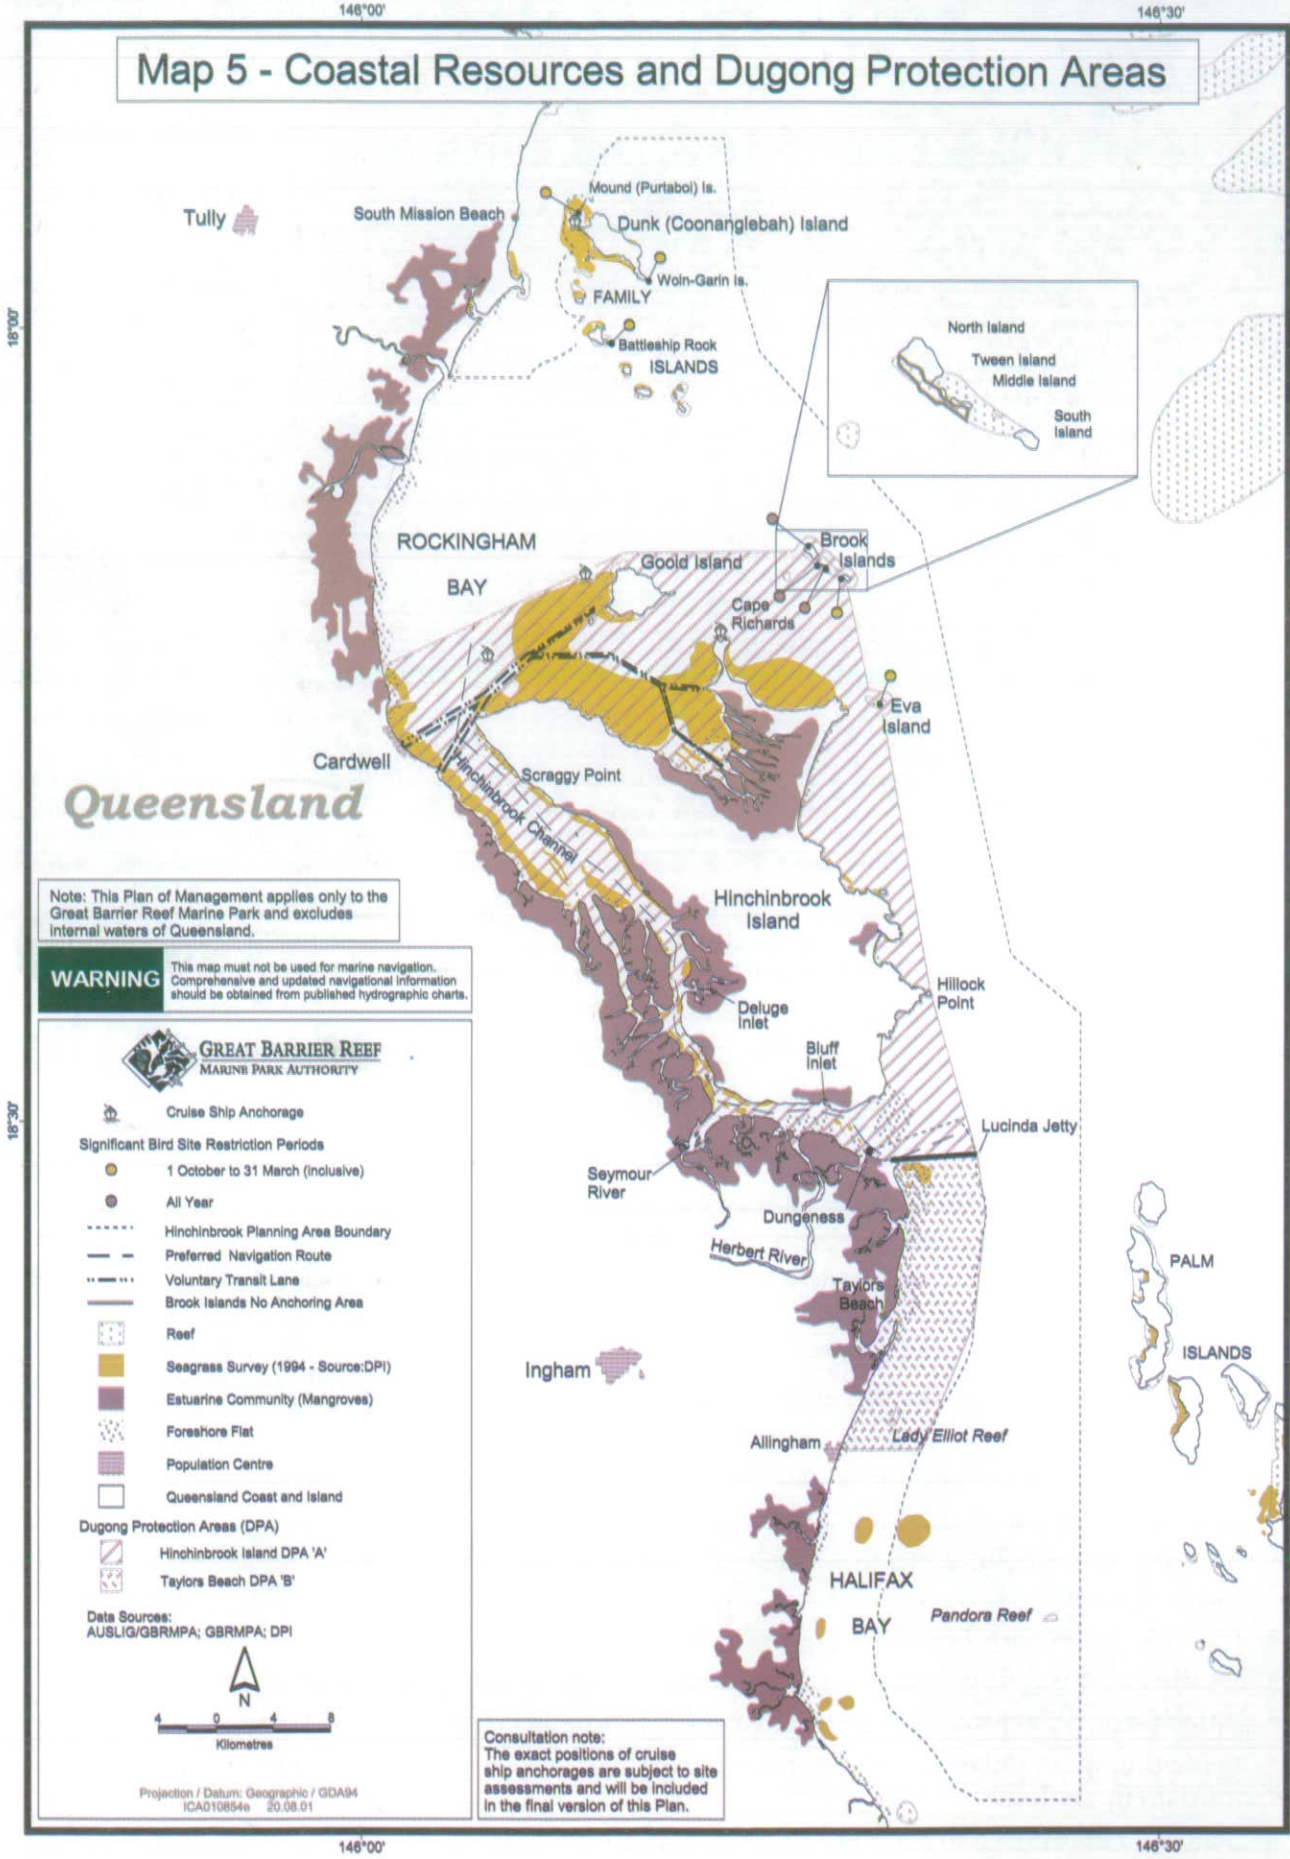 146°00'
146°30'
Map 5 - Coastal Resources and Dugong Protection Areas
Mound (Purtaboi) Is.
Tully
South Mission Beach
Dunk (Coonanglebah) Island
Woln-Garin Is.
FAMILY
18°00'
Battleship Rock
ISLANDS
North Island
Tween Island
Middle Island
South
Island
ROCKINGHAM
BAY
Goold Island
Brook
Islands
Cape
Richards
Eva
Island
Cardwell
Scraggy Point
Hinchinbrook Channel
Queensland
Hinchinbrook
Island
Note: This Plan of Management applies only to the
Great Barrier Reef Marine Park and excludes
internal waters of Queensland.
WARNING
This map must not be used for marine navigation.
Comprehensive and updated navigational information
should be obtained from published hydrographic charts.
Hillock
Point
Deluge
Inlet
Bluff
Inlet
Lucinda Jetty
18°30'
Seymour
River
Dungeness
Herbert River
Taylors
Beach
PALM
ISLANDS
Ingham
Allingham
Lady Elliot Reef
HALIFAX
BAY
Pandora Reef
GREAT BARRIER REEF
MARINE PARK AUTHORITY
Cruise Ship Anchorage
Significant Bird Site Restriction Periods
1 October to 31 March (inclusive)
All Year
Hinchinbrook Planning Area Boundary
Preferred Navigation Route
Voluntary Transit Lane
Brook Islands No Anchoring Area
Reef
Seagrass Survey (1994 - Source:DPI)
Estuarine Community (Mangroves)
Foreshore Flat
Population Centre
Queensland Coast and Island
Dugong Protection Areas (DPA)
Hinchinbrook Island DPA 'A'
Taylors Beach DPA 'B'
Data Sources:
AUSLIG/GBRMPA; GBRMPA; DPI
N
4 0 4 8
Kilometres
Projection / Datum: Geographic / GDA94
ICA010854e 20.08.01
Consultation note:
The exact positions of cruise
ship anchorages are subject to site
assessments and will be included
in the final version of this Plan.
146°00'
146°30'